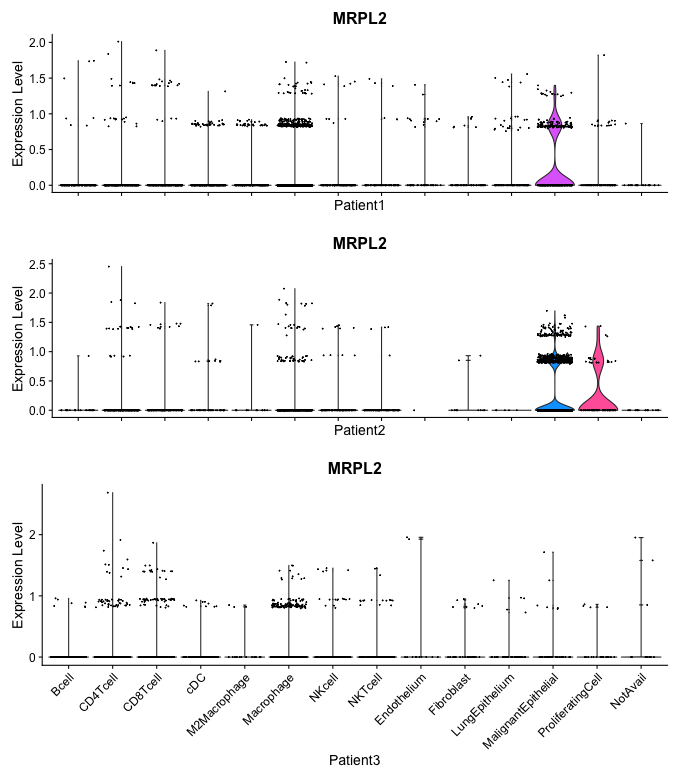 MRPL2
Expression Level
2.0
1.5
1.0
0.5
0.0
Patient1
MRPL2
Expression Level
2.5
2.0
1.5
1.0
0.5
0.0
Patient2
MRPL2
Expression Level
2
1
0
Bcell
CD4Tcell
CD8Tcell
cDC
M2Macrophage
Macrophage
NKcell
NKTcell
Endothelium
Fibroblast
LungEpithelium
MalignantEpithelial
ProliferatingCell
NotAvail
Patient3